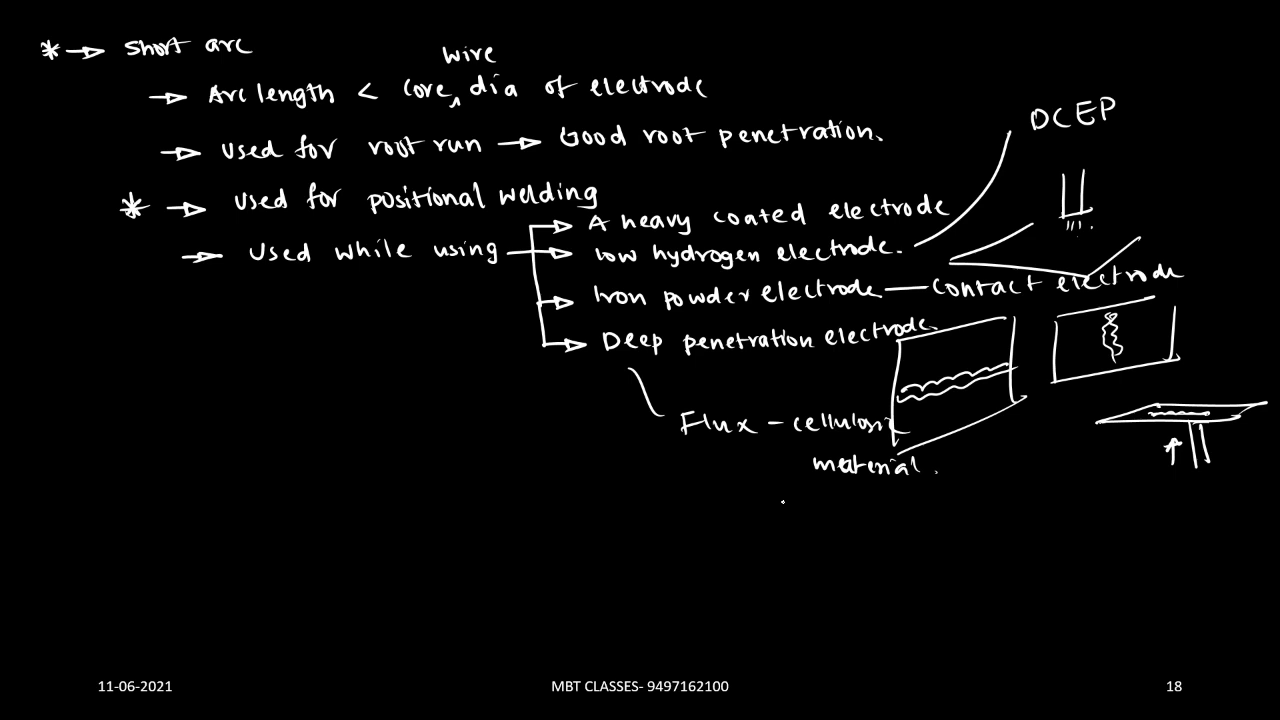 * → Short arc
→ Arc length < core wire dia of electrode
→ Used for root run → Good root penetration.
* → Used for positional welding
→ Used while using → A heavy coated electrode
→ low hydrogen electrode. DCEP
→ Iron powder electrode — contact electrode
→ Deep penetration electrode.
Flux - cellulosic
material.
11-06-2021 MBT CLASSES- 9497162100 18